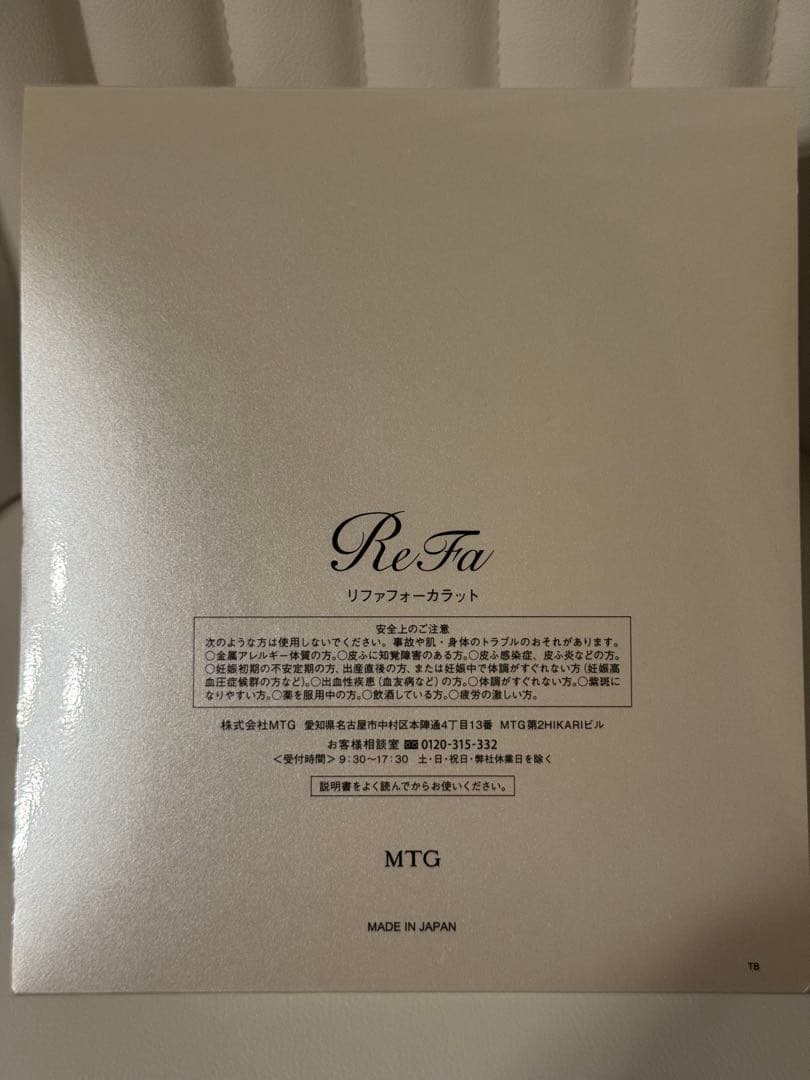 ReFa
リファフォーカラット
安全上のご注意
次のような方は使用しないでください。事故や肌・身体のトラブルのおそれがあります。
○金属アレルギー体質の方。○皮ふに知覚障害のある方。○皮ふ感染症、皮ふ炎などの方。
○妊娠初期の不安定期の方、出産直後の方、または妊娠中で体調がすぐれない方（妊娠高
血圧症候群の方など）。○出血性疾患（血友病など）の方。○体調がすぐれない方。○紫斑に
なりやすい方。○薬を服用中の方。○飲酒している方。○疲労の激しい方。
株式会社MTG 愛知県名古屋市中村区本陣通4丁目13番 MTG第2HIKARIビル
お客様相談室 0120-315-332
＜受付時間＞9:30〜17:30 土・日・祝日・弊社休業日を除く
説明書をよく読んでからお使いください。
MTG
MADE IN JAPAN
TB